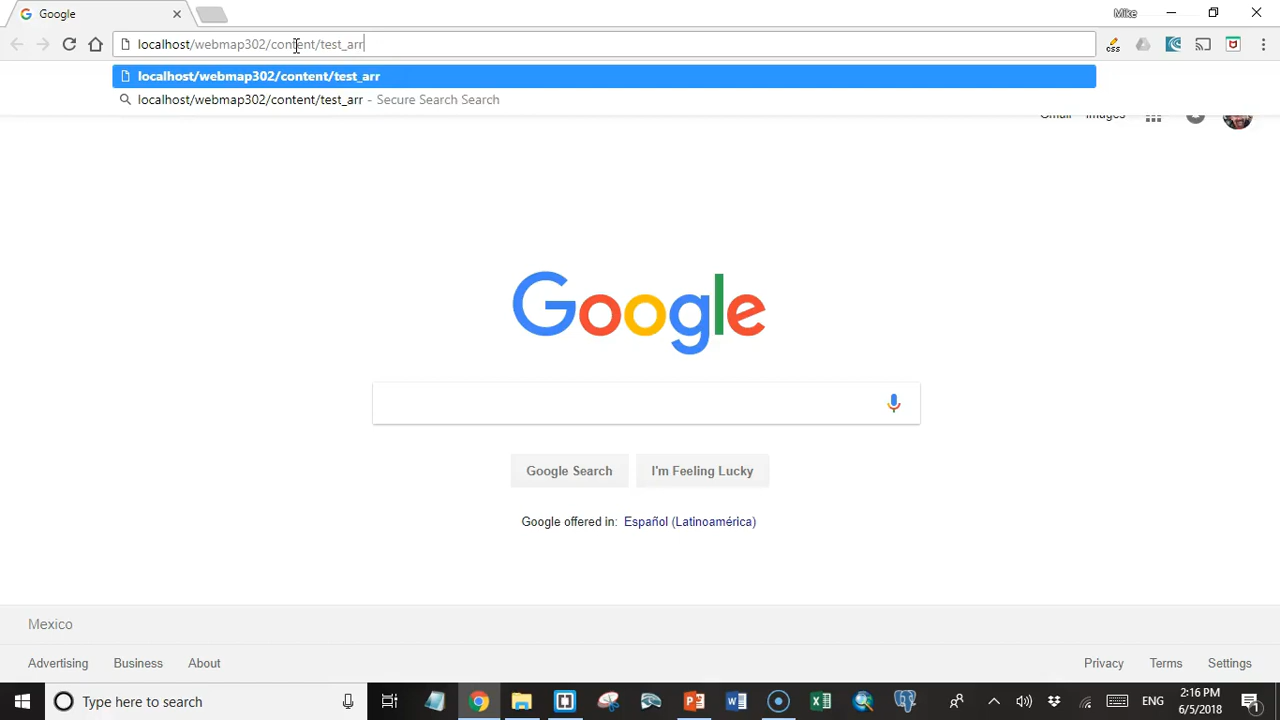 Google
Mike
localhost/webmap302/content/test_arr
css
localhost/webmap302/content/test_arr
localhost/webmap302/content/test_arr - Secure Search Search
Gmail Images
Google
Google Search
I'm Feeling Lucky
Google offered in: Español (Latinoamérica)
Mexico
Advertising Business About
Privacy Terms Settings
Type here to search
ENG
2:16 PM
6/5/2018
1